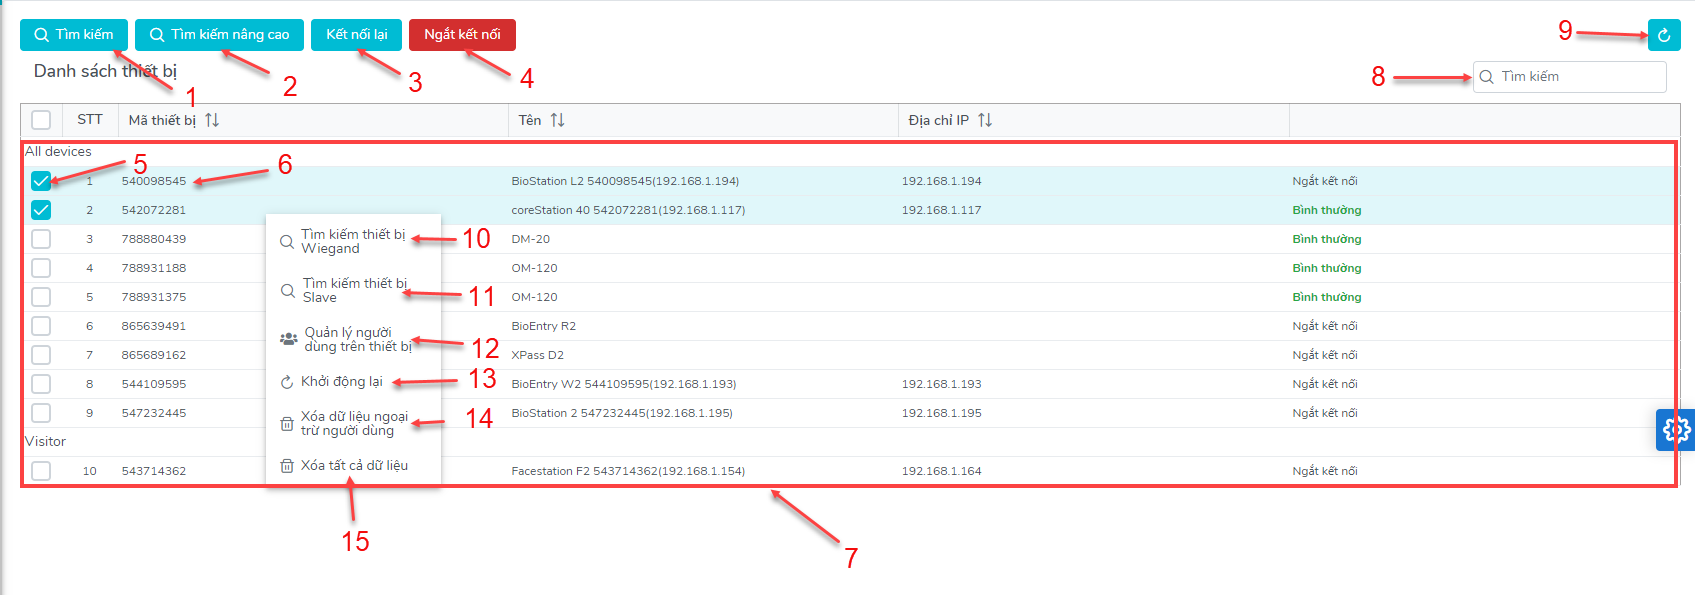 Tìm kiếm
Tìm kiếm nâng cao
Kết nối lại
Ngắt kết nối
9
Danh sách thiết bị
1
2
3
4
8
Tìm kiếm
STT Mã thiết bị Tên Địa chỉ IP
All devices
5
6
1 540098545 BioStation L2 540098545(192.168.1.194) 192.168.1.194 Ngắt kết nối
2 542072281 coreStation 40 542072281(192.168.1.117) 192.168.1.117 Bình thường
3 788880439 DM-20 Bình thường
4 788931188 OM-120 Bình thường
5 788931375 OM-120 Bình thường
6 865639491 BioEntry R2 Ngắt kết nối
7 865689162 XPass D2 Ngắt kết nối
8 544109595 BioEntry W2 544109595(192.168.1.193) 192.168.1.193 Ngắt kết nối
9 547232445 BioStation 2 547232445(192.168.1.195) 192.168.1.195 Ngắt kết nối
Visitor
10 543714362 Facestation F2 543714362(192.168.1.154) 192.168.1.164 Ngắt kết nối
Tìm kiếm thiết bị
Wiegand
10
Tìm kiếm thiết bị
Slave
11
Quản lý người
dùng trên thiết bị
12
Khởi động lại
13
Xóa dữ liệu ngoại
trừ người dùng
14
Xóa tất cả dữ liệu
15
7